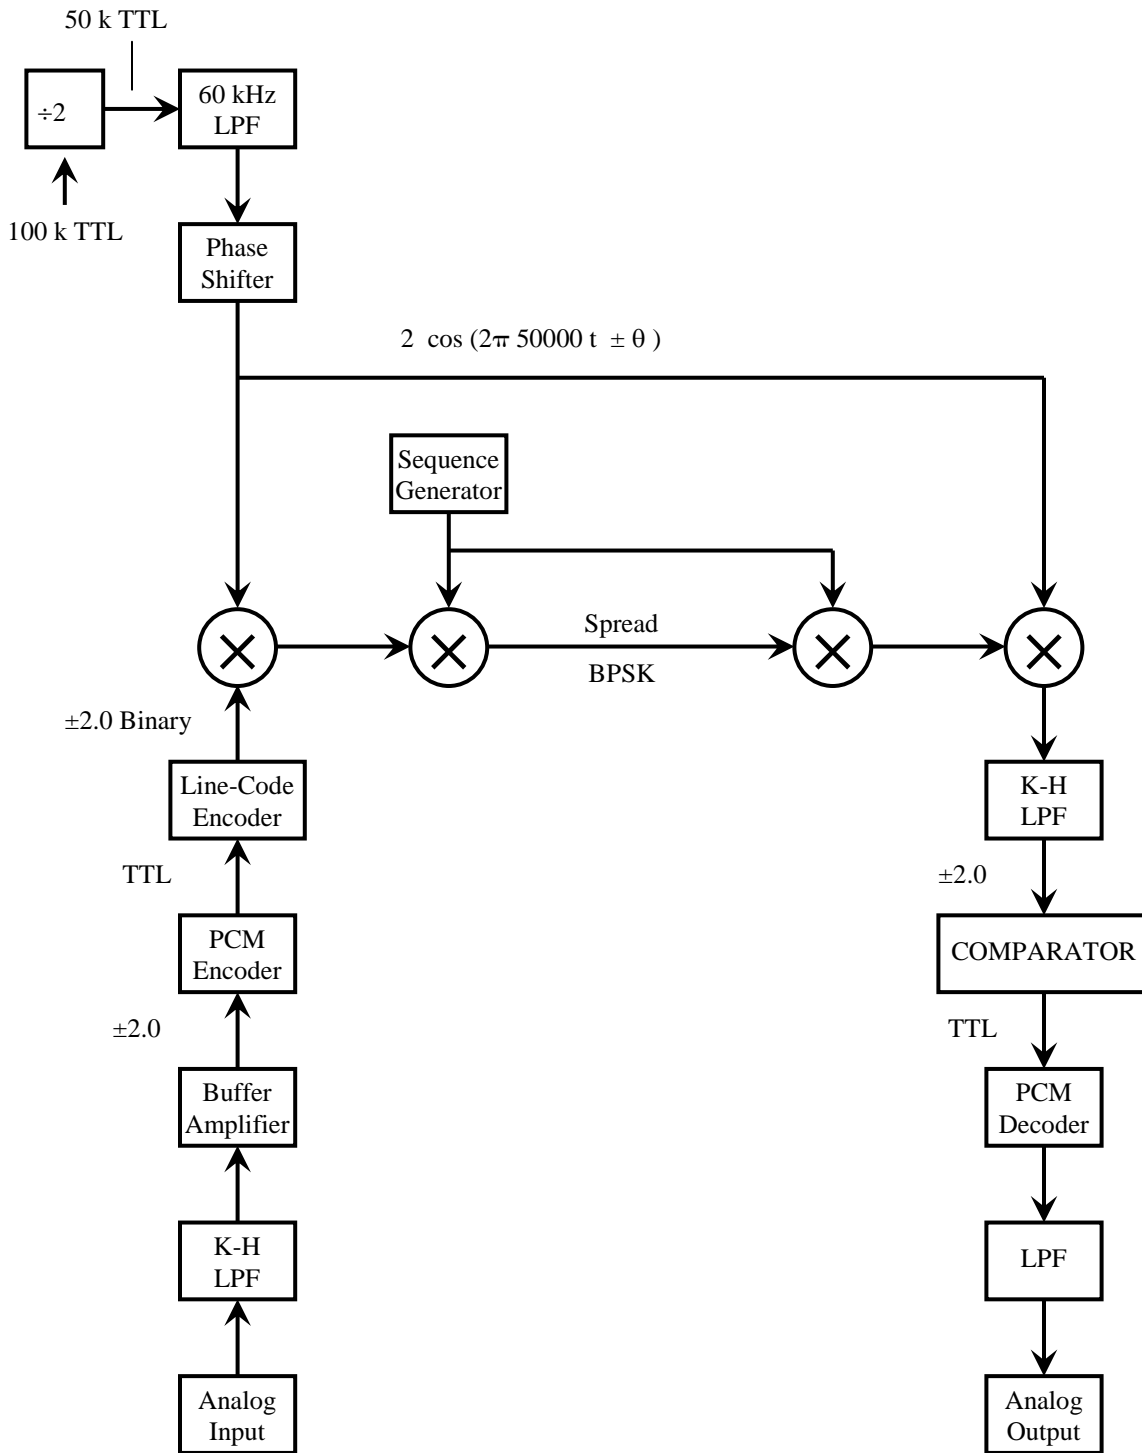 50 k TTL
÷2
60 kHz
LPF
100 k TTL
Phase
Shifter
2 cos (2π 50000 t ± θ )
Sequence
Generator
Spread
BPSK
±2.0 Binary
Line-Code
Encoder
K-H
LPF
TTL
±2.0
PCM
Encoder
COMPARATOR
±2.0
TTL
Buffer
Amplifier
PCM
Decoder
K-H
LPF
LPF
Analog
Input
Analog
Output